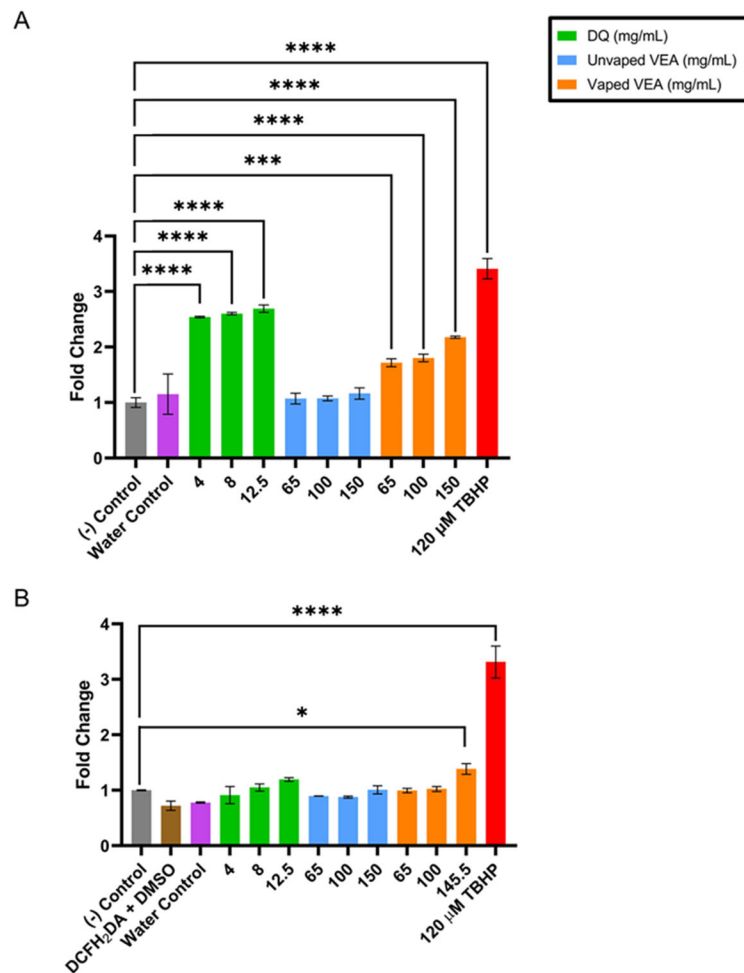 A
DQ (mg/mL)
Unvaped VEA (mg/mL)
Vaped VEA (mg/mL)
****
****
****
***
****
****
****
Fold Change
4
3
2
1
0
(-) Control
Water Control
4
8
12.5
65
100
150
65
100
150
120 µM TBHP
B
****
*
Fold Change
4
3
2
1
0
(-) Control
DCFH₂DA + DMSO
Water Control
4
8
12.5
65
100
150
65
100
145.5
120 µM TBHP